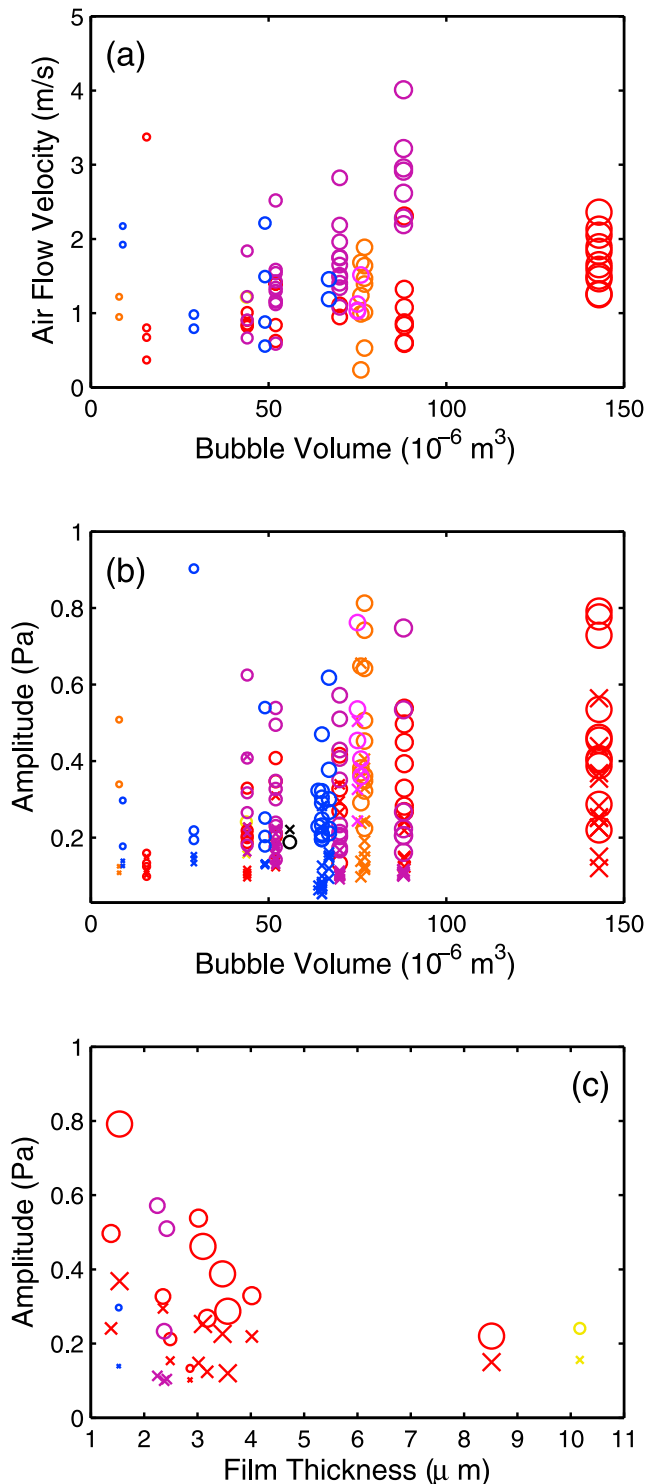 (a)
Air Flow Velocity (m/s)
5
4
3
2
1
0
0 50 100 150
Bubble Volume (10⁻⁶ m³)
(b)
Amplitude (Pa)
1
0.8
0.6
0.4
0.2
0 50 100 150
Bubble Volume (10⁻⁶ m³)
(c)
Amplitude (Pa)
1
0.8
0.6
0.4
0.2
0
1 2 3 4 5 6 7 8 9 10 11
Film Thickness (μ m)